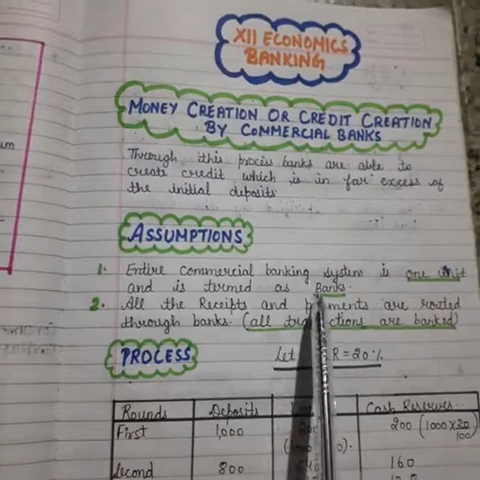 XII ECONOMICS
BANKING
MONEY CREATION OR CREDIT CREATION
BY COMMERCIAL BANKS
Through this process banks are able to
create credit which is in far excess of
the initial deposits
ASSUMPTIONS
1. Entire commercial banking system is one unit
and is termed as Banks.
2. All the Receipts and are routed
through banks. (all are banked)
PROCESS Let R = 20%
Rounds Deposits Cash Reserves
First 1,000 200 (1000 × 20/100
Second 800 160